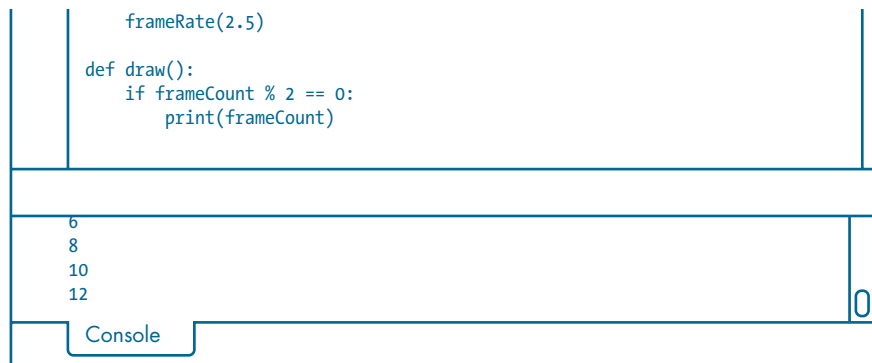 frameRate(2.5)
def draw():
if frameCount % 2 == 0:
print(frameCount)
6
8
10
12
Console